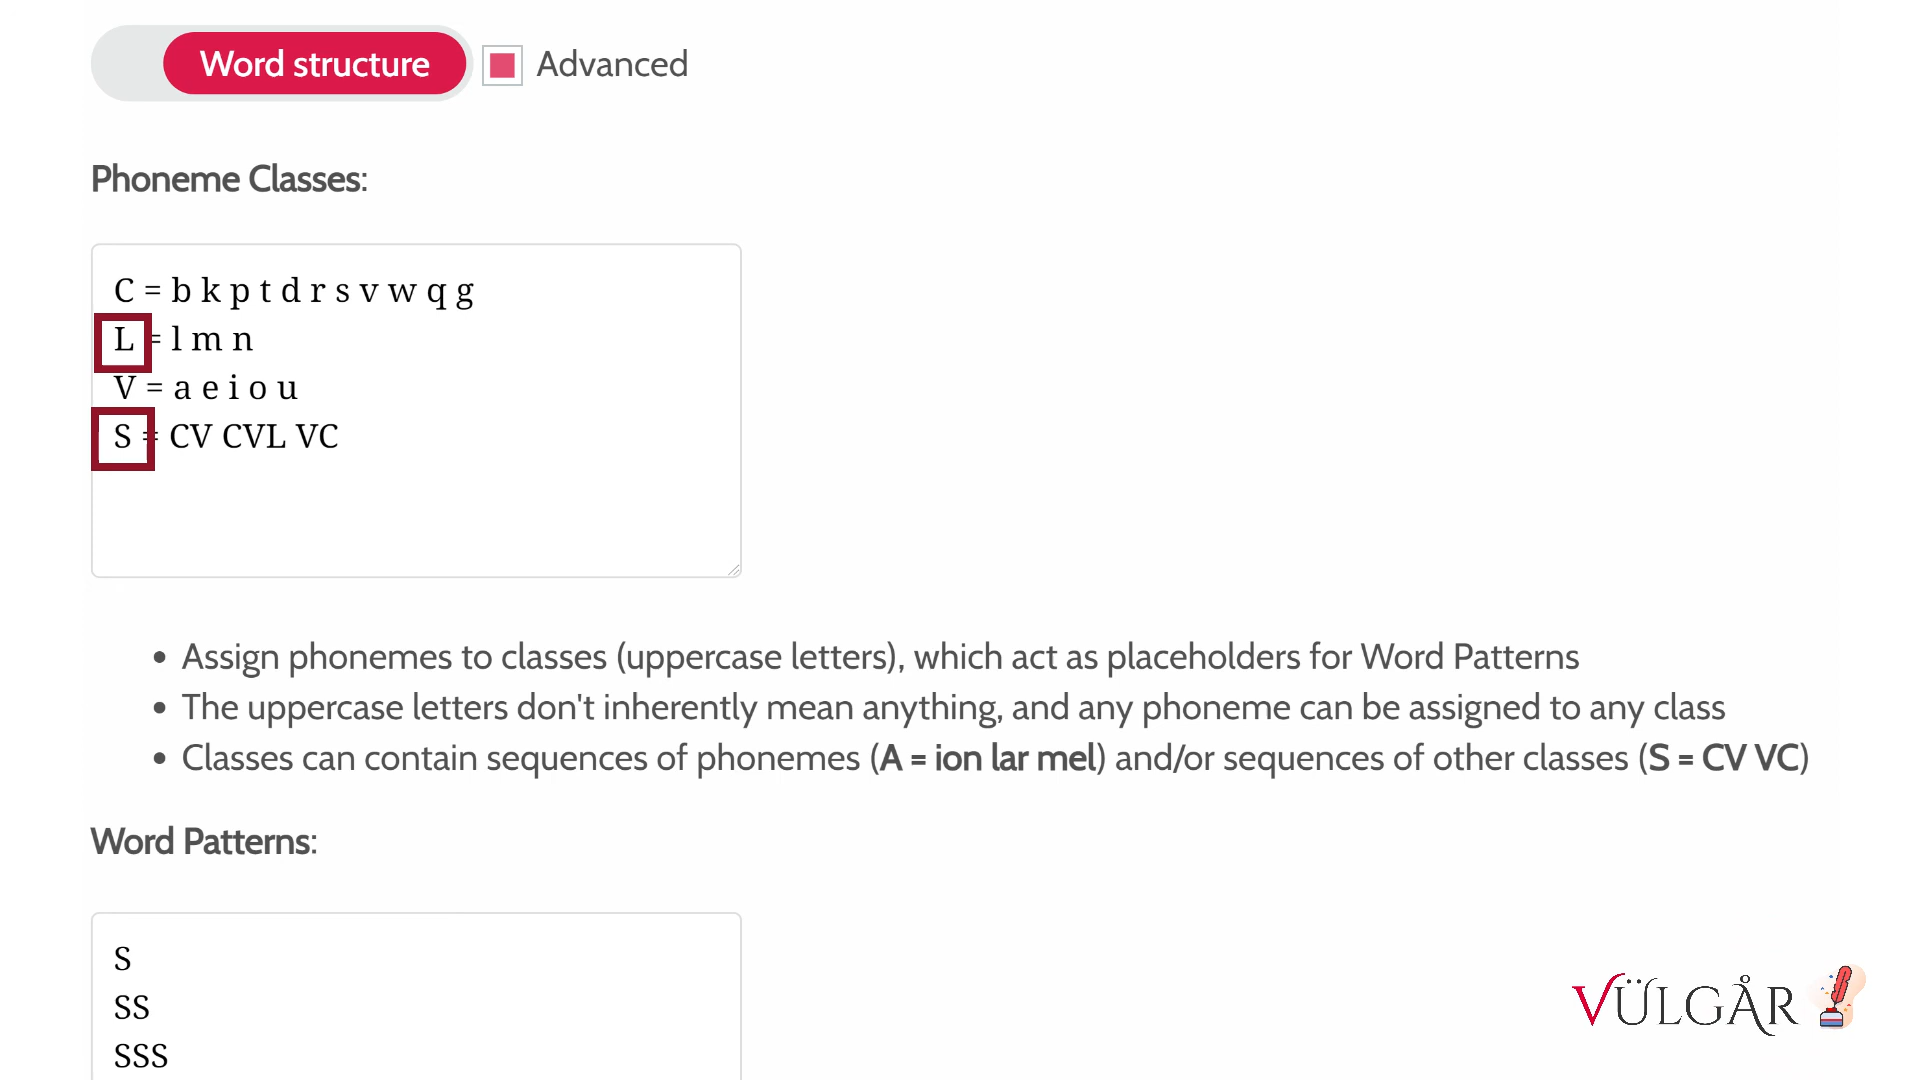 Word structure Advanced
Phoneme Classes:
C = b k p t d r s v w q g
L = l m n
V = a e i o u
S = CV CVL VC
• Assign phonemes to classes (uppercase letters), which act as placeholders for Word Patterns
• The uppercase letters don't inherently mean anything, and any phoneme can be assigned to any class
• Classes can contain sequences of phonemes (A = ion lar mel) and/or sequences of other classes (S = CV VC)
Word Patterns:
S
SS
SSS
VÜLGÅR